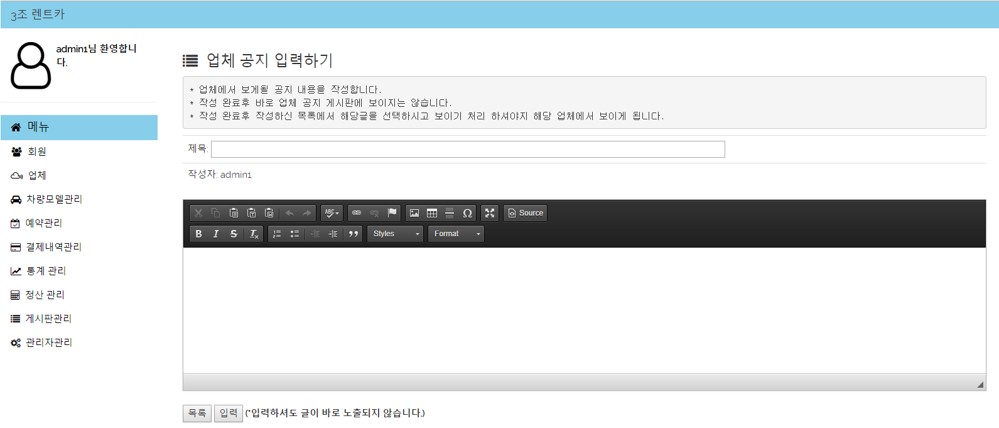 3조 렌트카
admin1님 환영합니
다.
메뉴
회원
업체
차량모델관리
예약관리
결제내역관리
통계 관리
정산 관리
게시판관리
관리자관리
업체 공지 입력하기
* 업체에서 보게될 공지 내용을 작성합니다.
* 작성 완료후 바로 업체 공지 게시판에 보이지는 않습니다.
* 작성 완료후 작성하신 목록에서 해당글을 선택하시고 보이기 처리 하셔야지 해당 업체에서 보이게 됩니다.
제목:
작성자: admin1
ABC Ω Source
B I S Tx Styles Format
목록 입력 (*입력하셔도 글이 바로 노출되지 않습니다.)